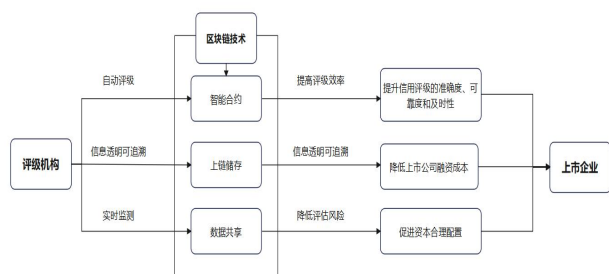 区块链技术
自动评级
智能合约
提高评级效率
提升信用评级的准确度、可
靠度和及时性
评级机构
信息透明可追溯
上链储存
信息透明可追溯
降低上市公司融资成本
上市企业
实时监测
数据共享
降低评估风险
促进资本合理配置